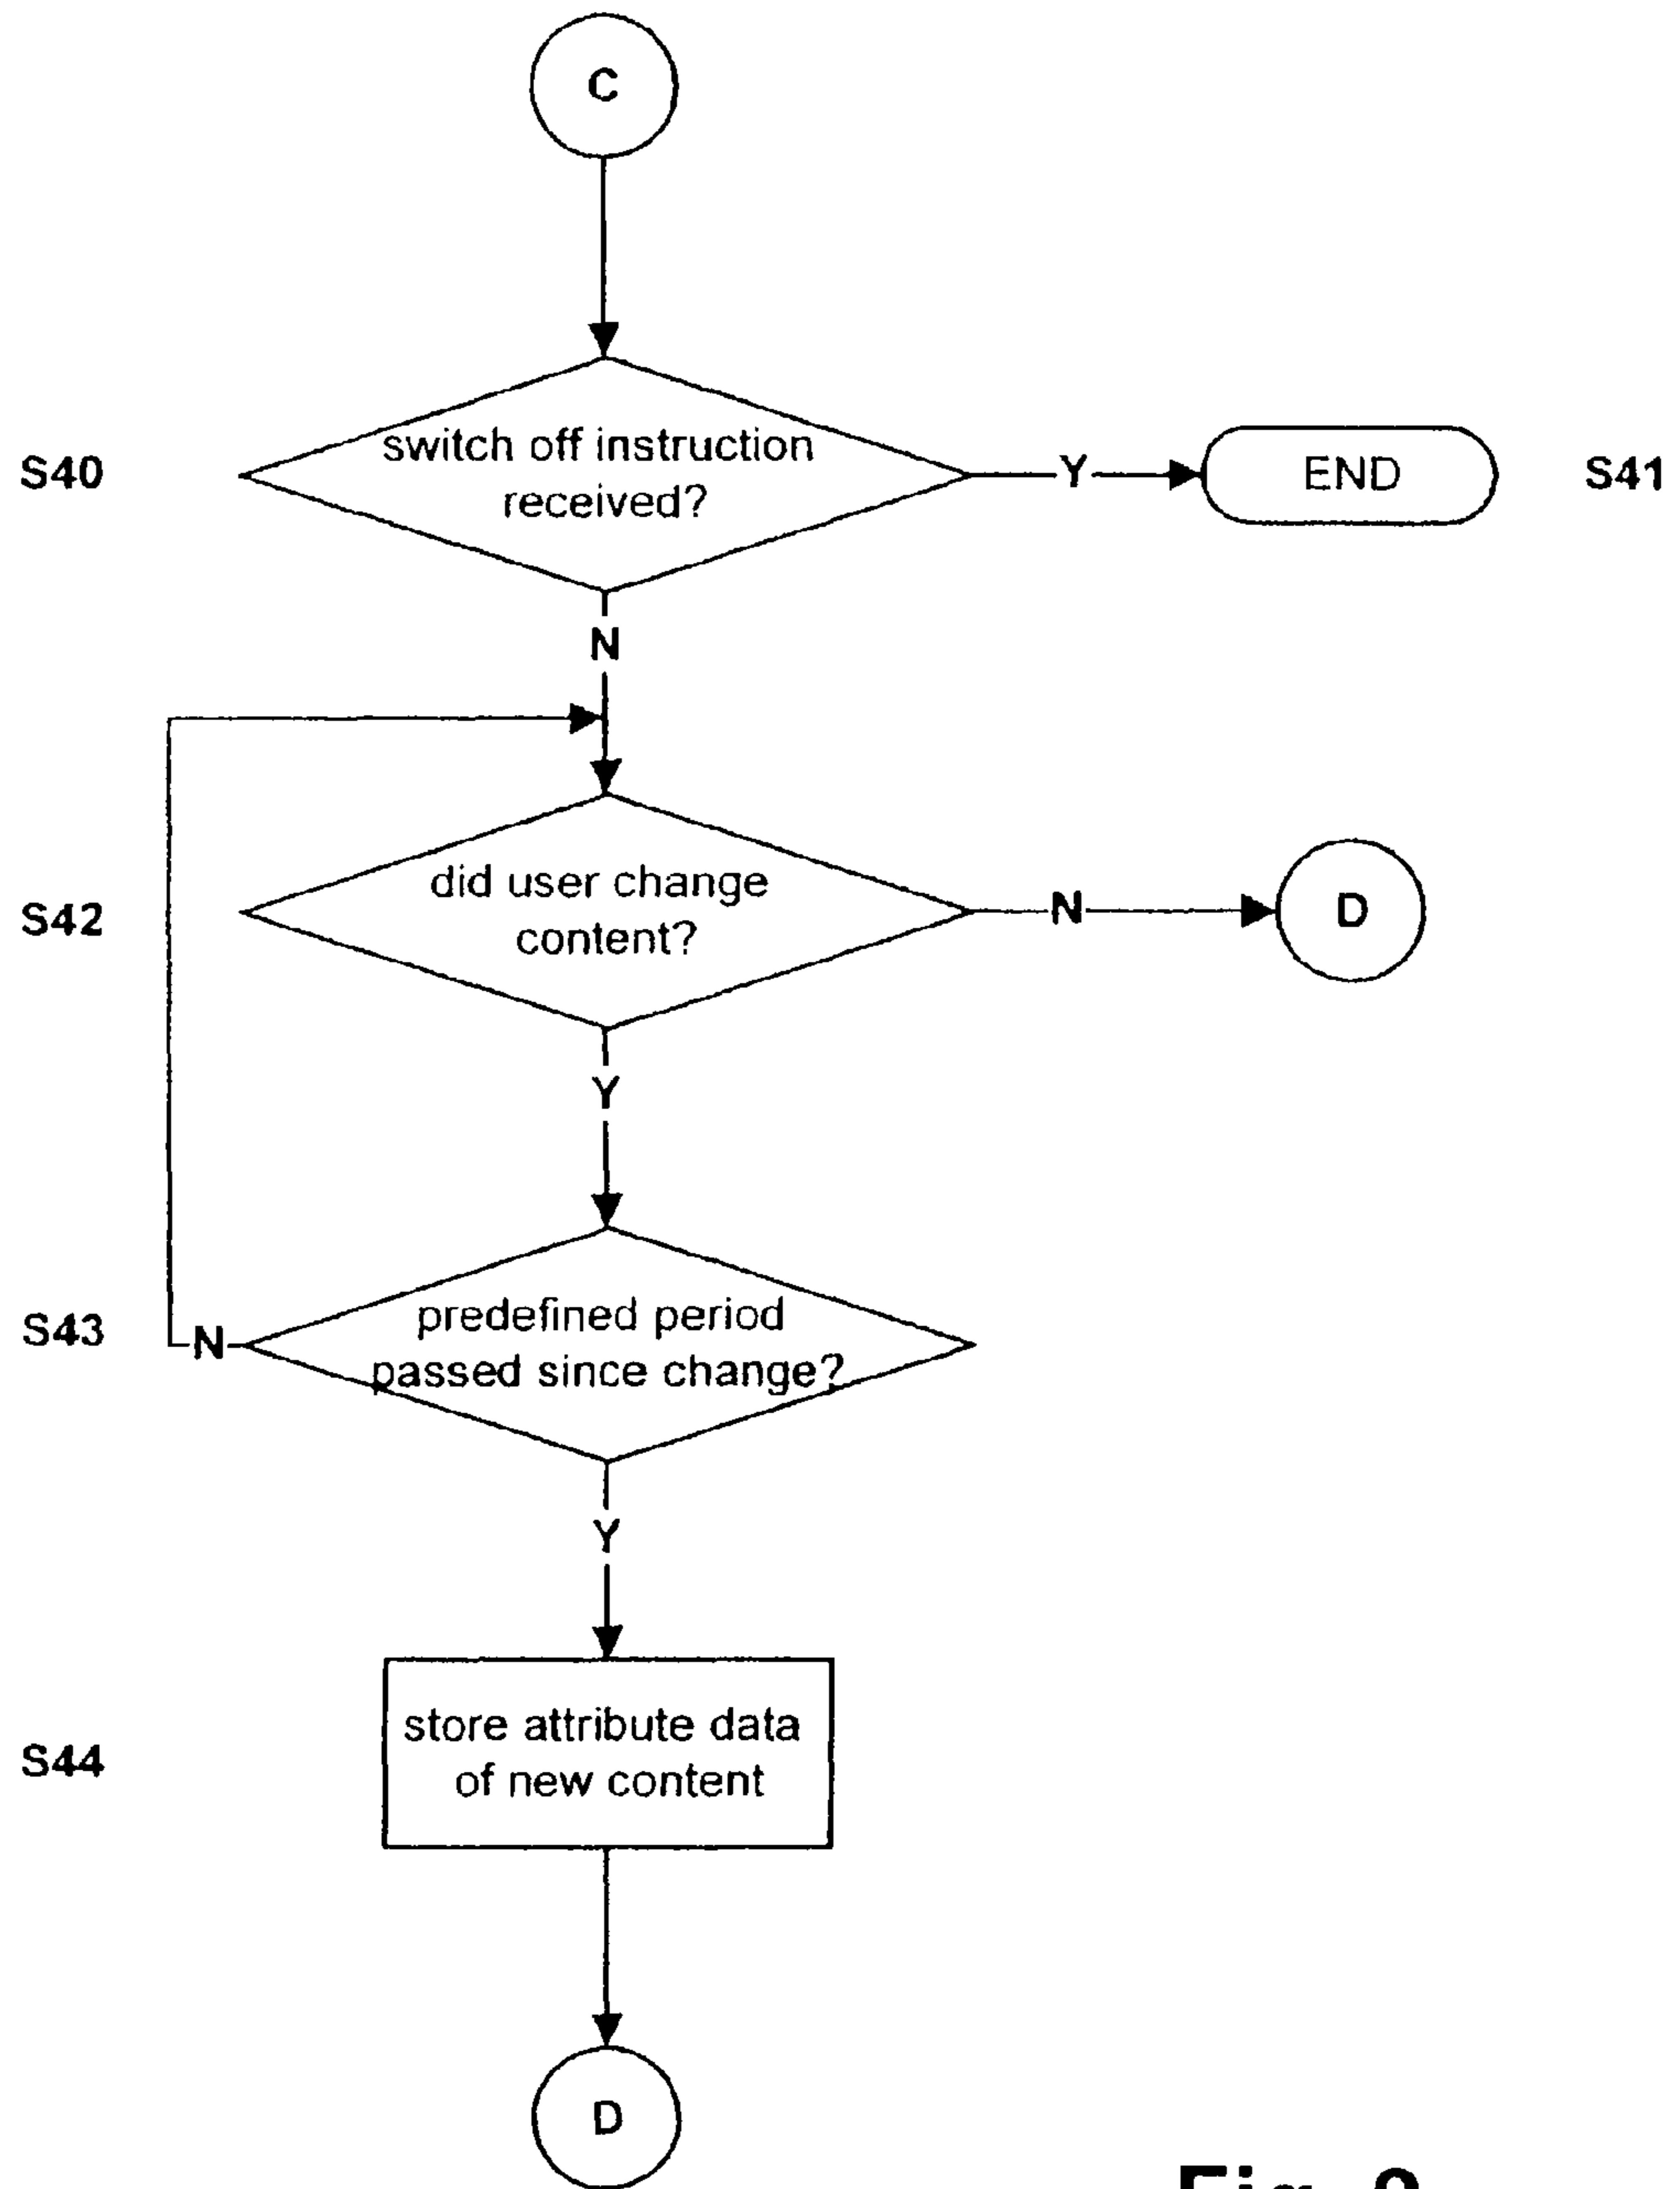 C
switch off instruction
received?
S40
Y
END
S41
N
did user change
content?
S42
N
D
Y
predefined period
passed since change?
S43
N
Y
store attribute data
of new content
S44
D